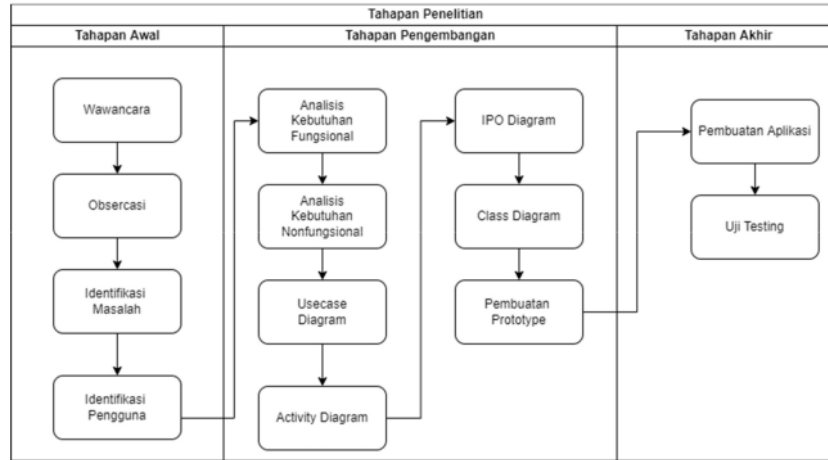 Tahapan Penelitian
Tahapan Awal
Tahapan Pengembangan
Tahapan Akhir
Wawancara
Obsercasi
Identifikasi
Masalah
Identifikasi
Pengguna
Analisis
Kebutuhan
Fungsional
Analisis
Kebutuhan
Nonfungsional
Usecase
Diagram
Activity Diagram
IPO Diagram
Class Diagram
Pembuatan
Prototype
Pembuatan Aplikasi
Uji Testing